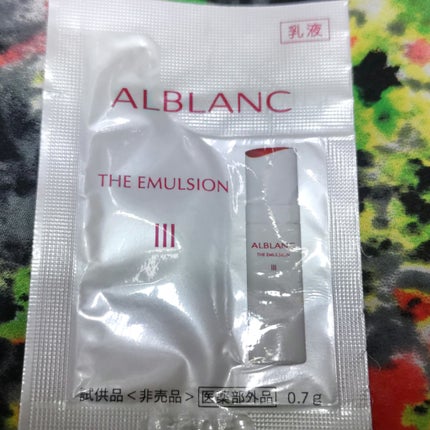 乳液
ALBLANC
THE EMULSION
III
ALBLANC
THE EMULSION
III
試供品<非売品> 医薬部外品 0.7g